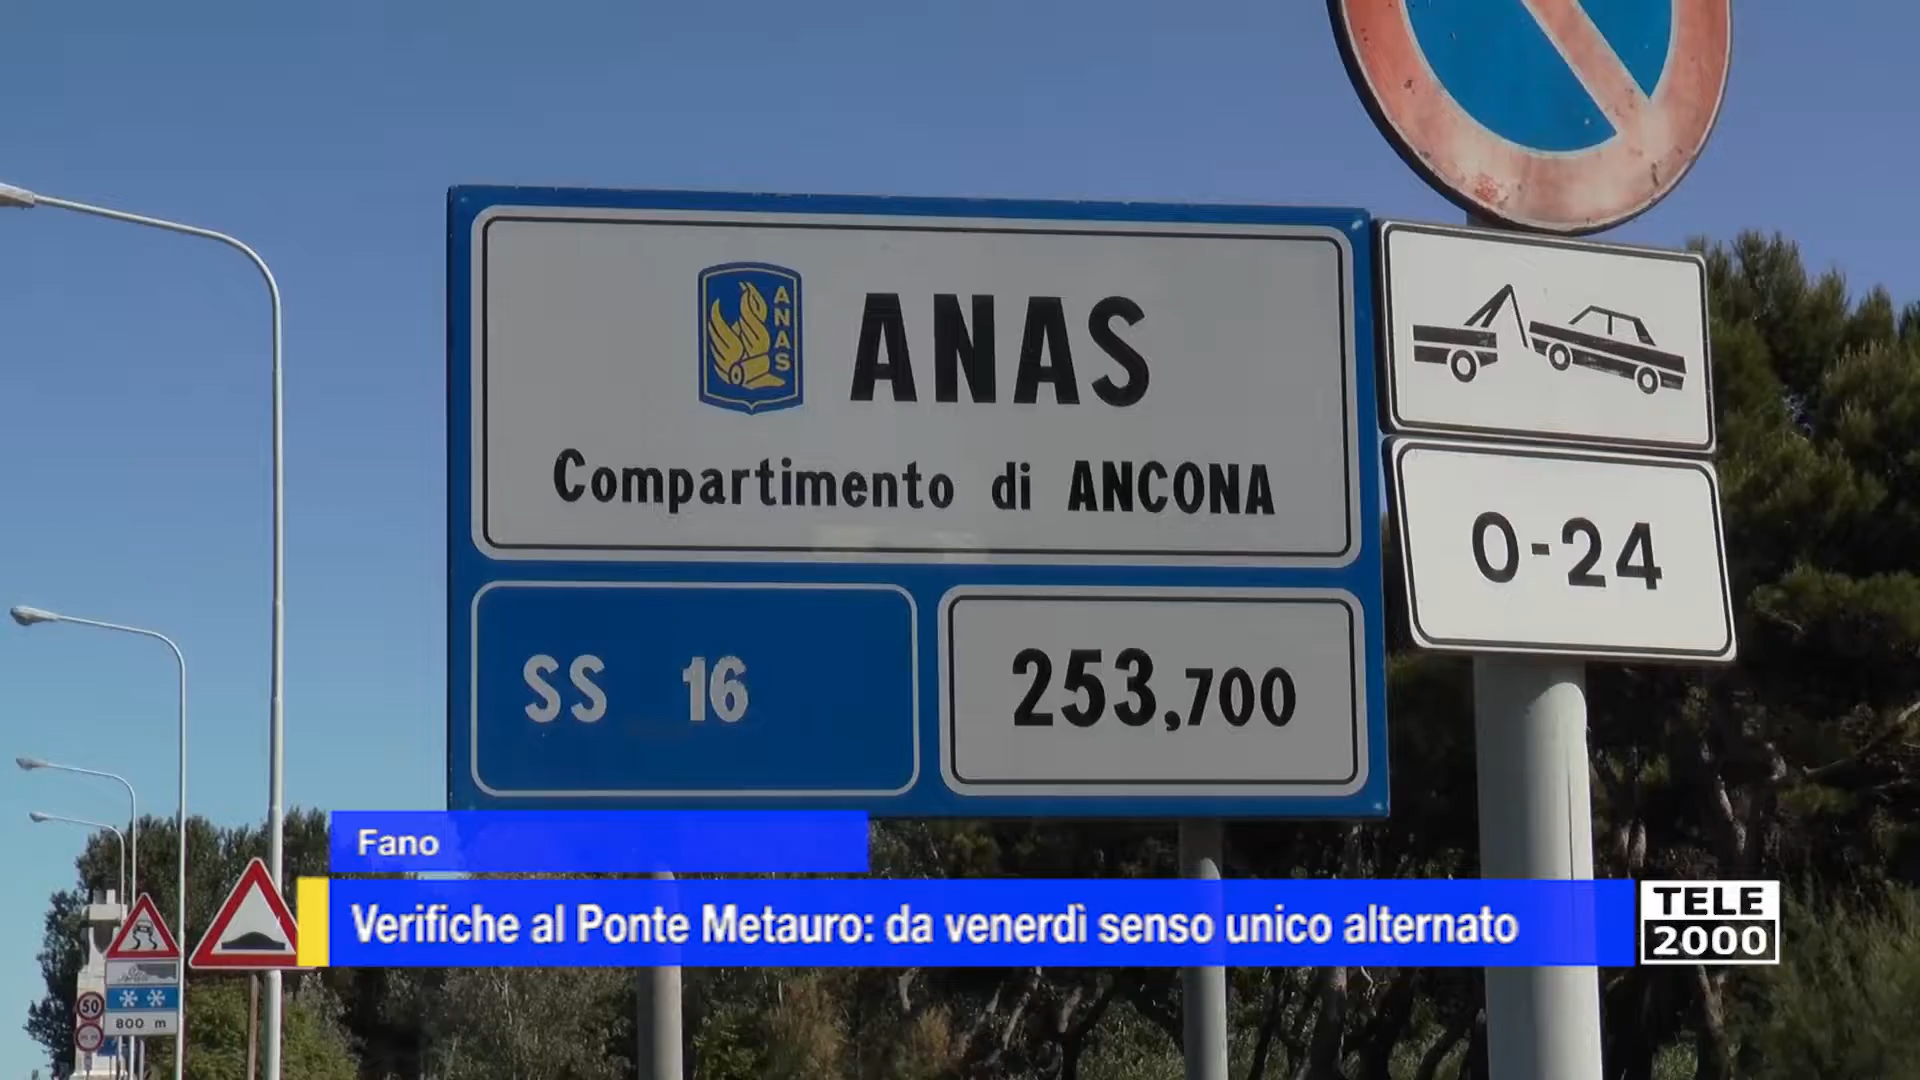 ANAS
ANAS
Compartimento di ANCONA
SS 16
253,700
0-24
50
800 m
Fano
Verifiche al Ponte Metauro: da venerdì senso unico alternato
TELE
2000